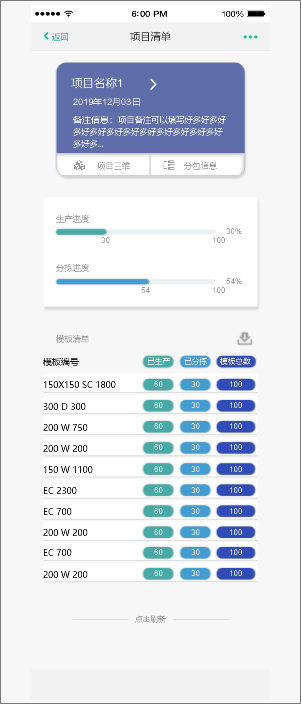 6:00 PM 100%
返回 项目清单
项目名称1
2019年12月03日
备注信息：项目备注可以填写好多好多好
多好多好多好多好多好多好多好多好多好
多好多...
项目三维 分包信息
生产进度
30%
30 100
分拣进度
54%
54 100
模板清单
模板编号 已生产 已分拣 模板总数
150X150 SC 1800 60 30 100
300 D 300 60 30 100
200 W 750 60 30 100
200 W 200 60 30 100
150 W 1100 60 30 100
EC 2300 60 30 100
EC 700 60 30 100
200 W 200 60 30 100
EC 700 60 30 100
200 W 200 60 30 100
点击刷新